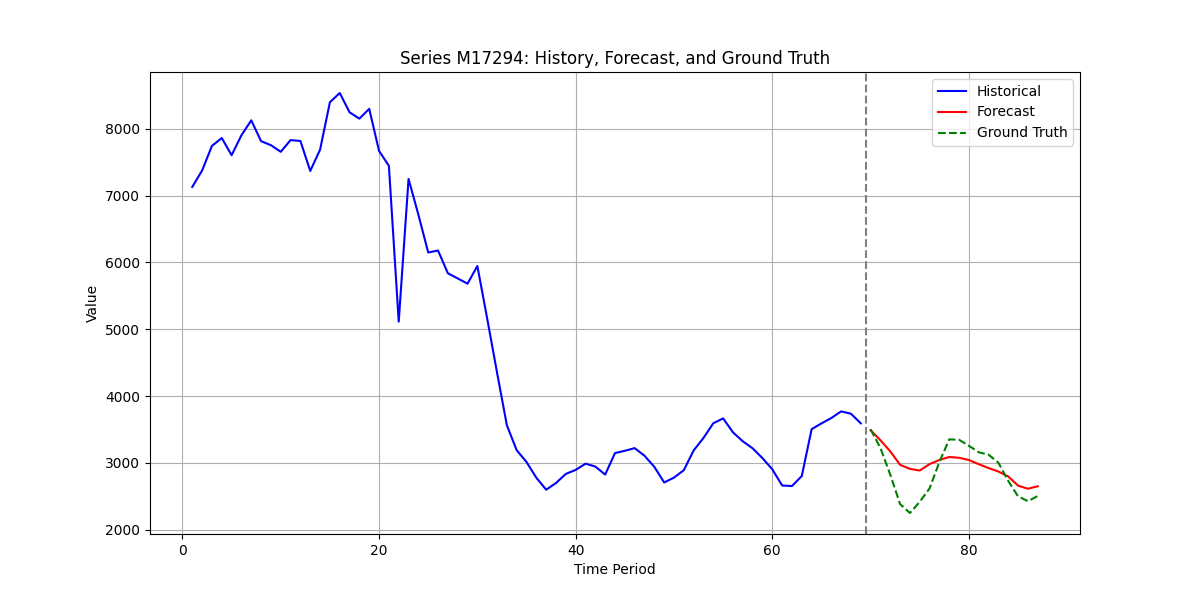 Series M17294: History, Forecast, and Ground Truth
Historical
Forecast
Ground Truth
Value
8000
7000
6000
5000
4000
3000
2000
0
20
40
60
80
Time Period